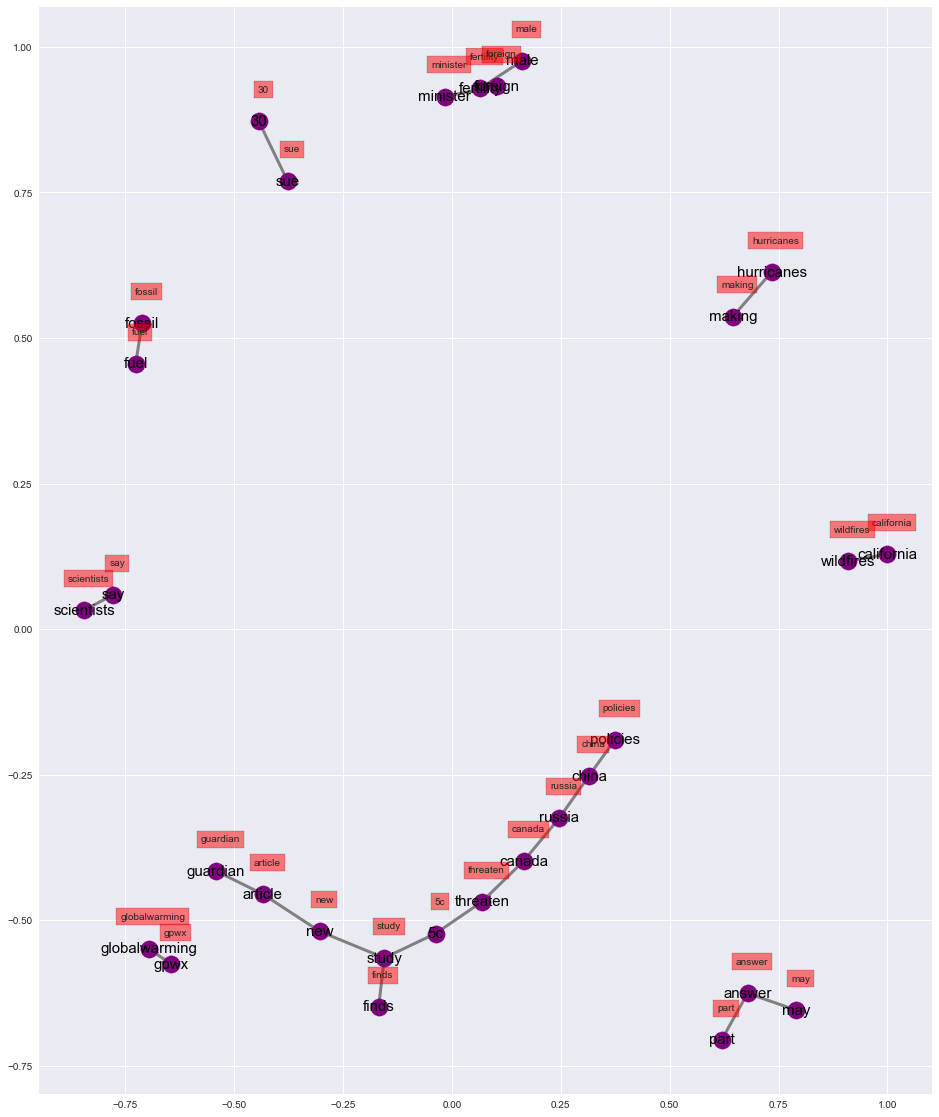 1.00
male
fertility
foreign
minister
male
fertility
foreign
minister
30
30
sue
sue
0.75
hurricanes
hurricanes
making
making
fossil
fossil
fuel
fuel
0.50
0.25
california
wildfires
california
wildfires
say
scientists
say
scientists
0.00
policies
policies
china
china
−0.25
russia
russia
canada
canada
guardian
guardian
article
article
threaten
threaten
new
new
5c
5c
−0.50
globalwarming
globalwarming
gpwx
gpwx
study
study
finds
finds
answer
answer
may
may
part
part
−0.75
−0.75 −0.50 −0.25 0.00 0.25 0.50 0.75 1.00